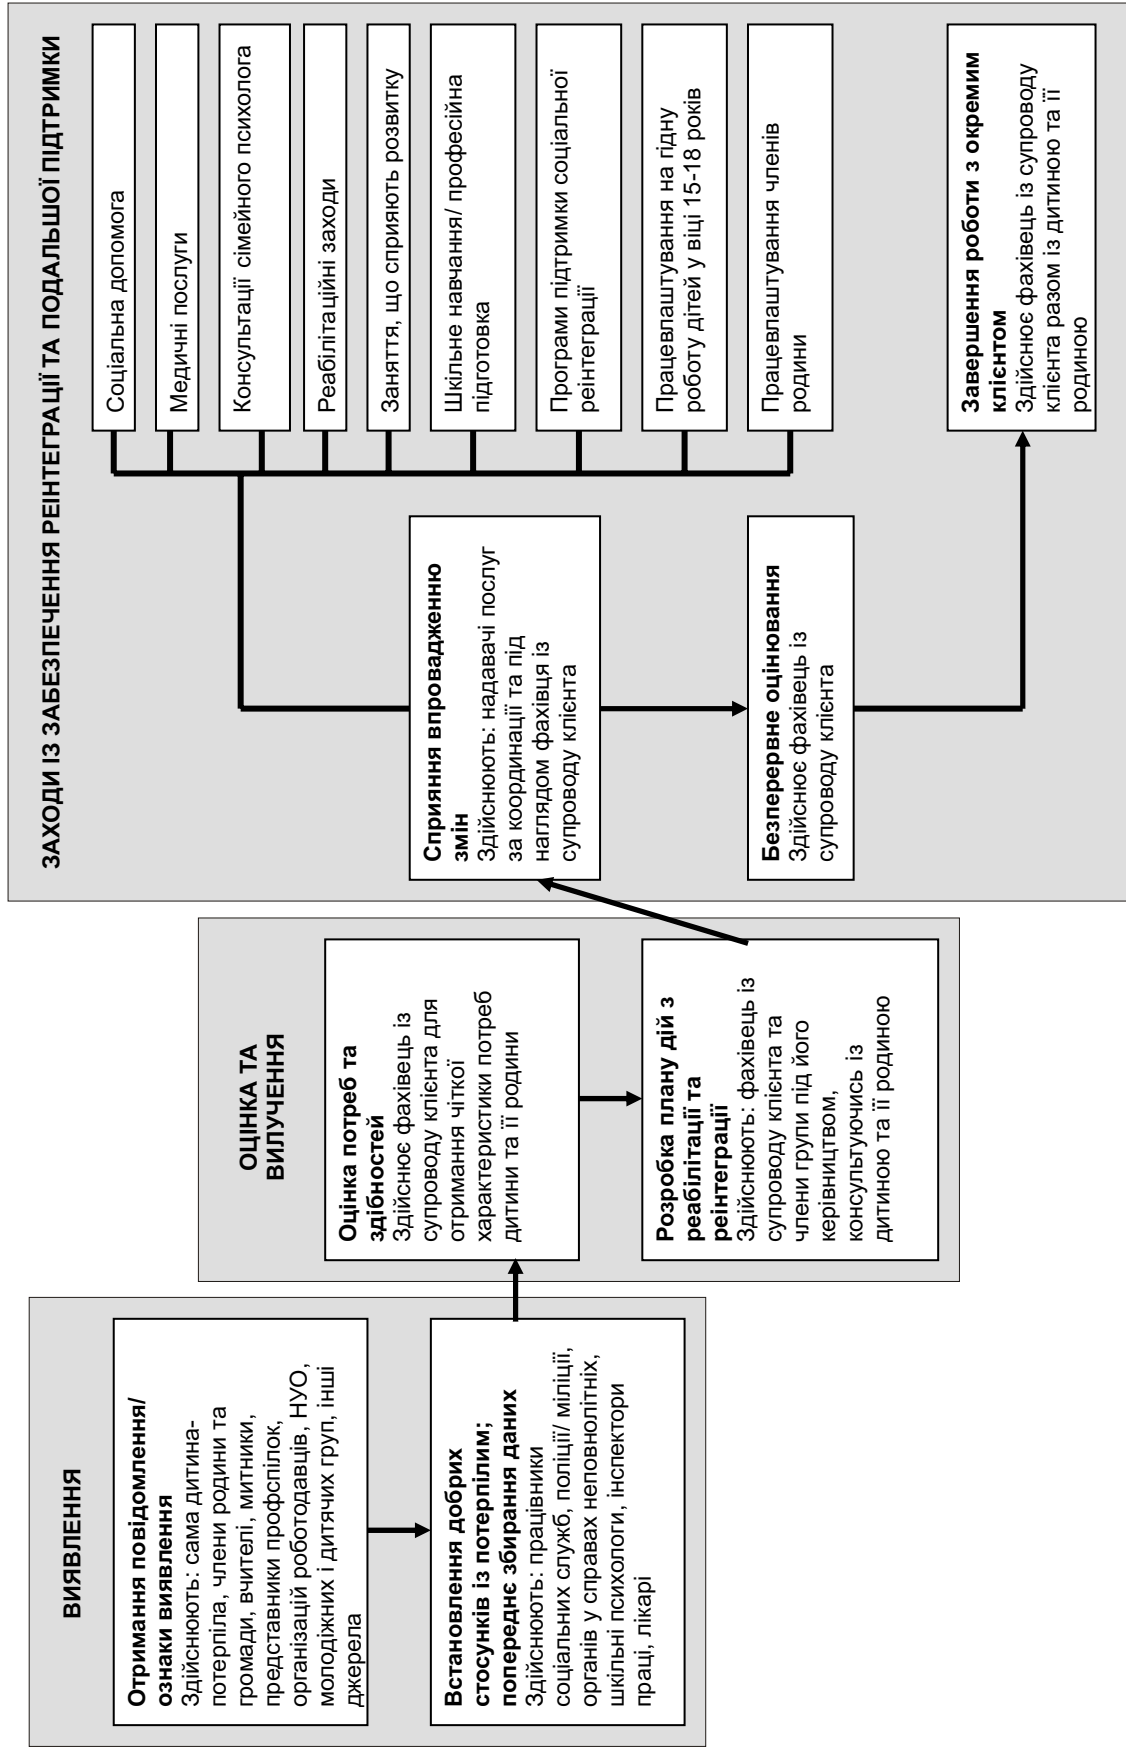 ВИЯВЛЕННЯ
Отримання повідомлення/
ознаки виявлення
Здійснюють: сама дитина-
потерпіла, члени родини та
громади, вчителі, митники,
представники профспілок,
організацій роботодавців, НУО,
молодіжних і дитячих груп, інші
джерела
Встановлення добрих
стосунків із потерпілим;
попереднє збирання даних
Здійснюють: працівники
соціальних служб, поліції/ міліції,
органів у справах неповнолітніх,
шкільні психологи, інспектори
праці, лікарі
ОЦІНКА ТА
ВИЛУЧЕННЯ
Оцінка потреб та
здібностей
Здійснює фахівець із
супроводу клієнта для
отримання чіткої
характеристики потреб
дитини та її родини
Розробка плану дій з
реабілітації та
реінтеграції
Здійснюють: фахівець із
супроводу клієнта та
члени групи під його
керівництвом,
консультуючись із
дитиною та її родиною
ЗАХОДИ ІЗ ЗАБЕЗПЕЧЕННЯ РЕІНТЕГРАЦІЇ ТА ПОДАЛЬШОЇ ПІДТРИМКИ
Сприяння впровадженню
змін
Здійснюють: надавачі послуг
за координації та під
наглядом фахівця із
супроводу клієнта
Безперервне оцінювання
Здійснює фахівець із
супроводу клієнта
Соціальна допомога
Медичні послуги
Консультації сімейного психолога
Реабілітаційні заходи
Заняття, що сприяють розвитку
Шкільне навчання/ професійна
підготовка
Програми підтримки соціальної
реінтеграції
Працевлаштування на гідну
роботу дітей у віці 15-18 років
Працевлаштування членів
родини
Завершення роботи з окремим
клієнтом
Здійснює фахівець із супроводу
клієнта разом із дитиною та її
родиною